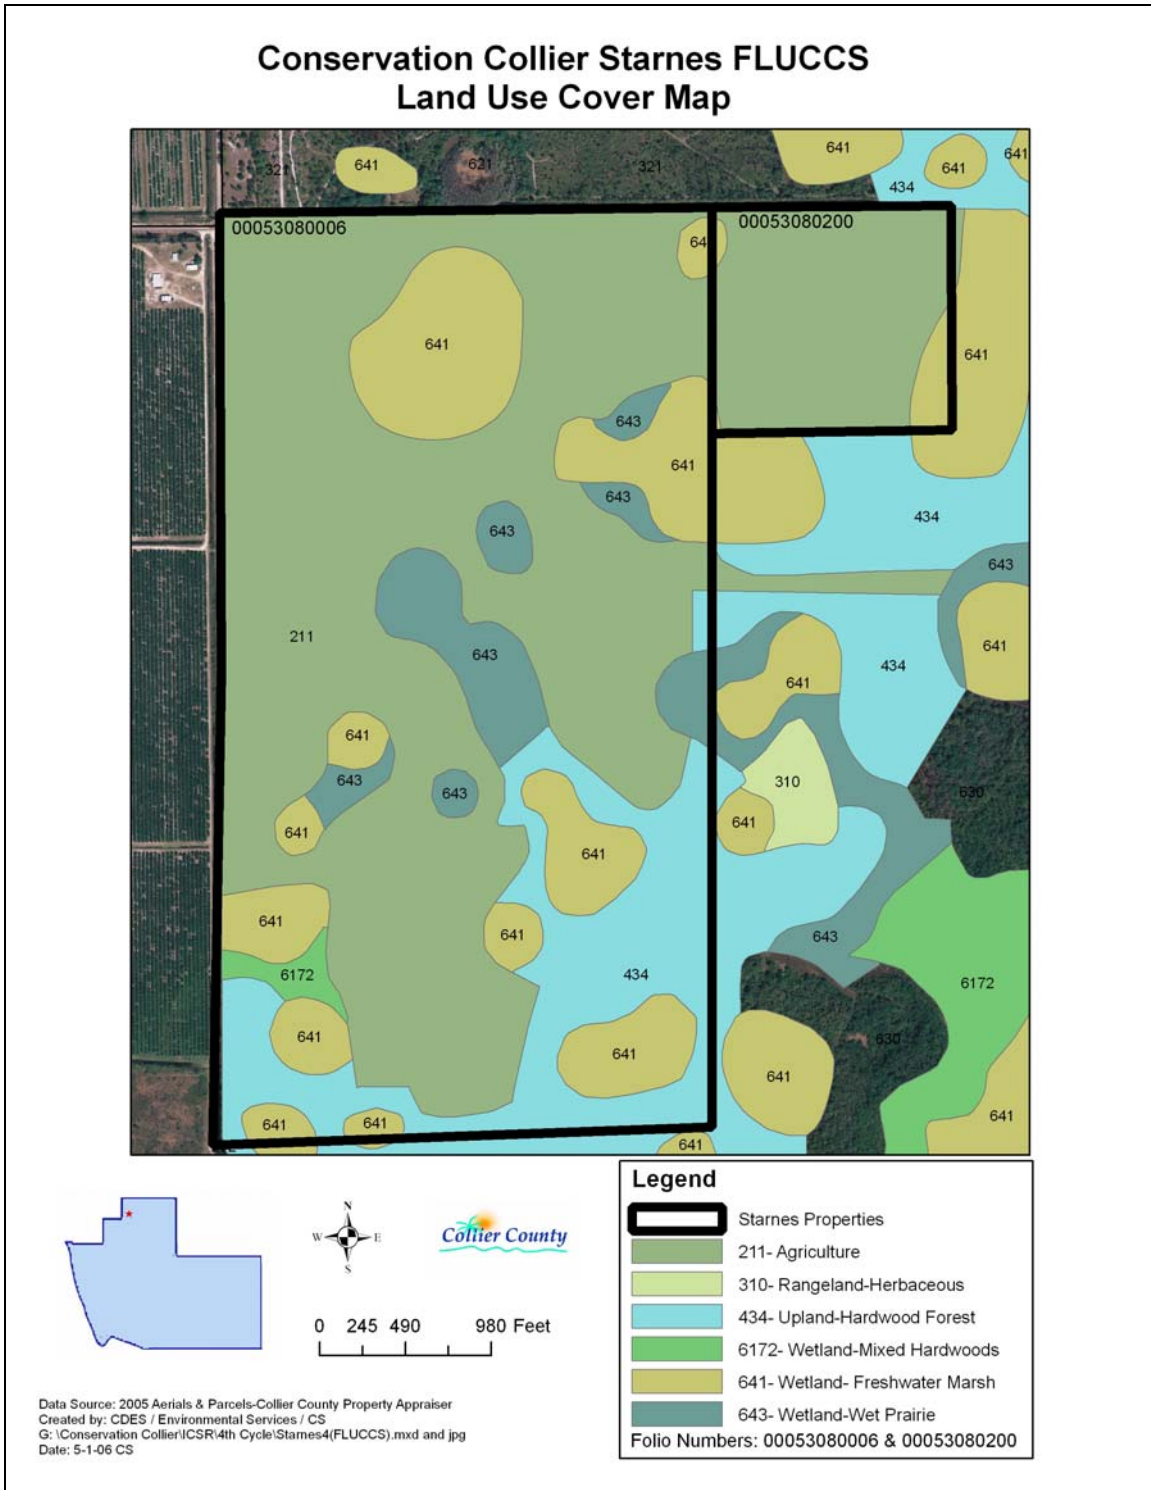 Conservation Collier Starnes FLUCCS
Land Use Cover Map
321
641
621
321
641
641
641
434
00053080006
64
00053080200
641
641
643
641
643
643
434
643
211
643
641
434
641
641
643
643
310
630
641
641
641
641
641
643
6172
434
6172
641
641
630
641
641
641
641
641
Legend
Starnes Properties
211- Agriculture
310- Rangeland-Herbaceous
434- Upland-Hardwood Forest
6172- Wetland-Mixed Hardwoods
641- Wetland- Freshwater Marsh
643- Wetland-Wet Prairie
Folio Numbers: 00053080006 & 00053080200
N
W E
S
Collier County
0 245 490 980 Feet
Data Source: 2005 Aerials & Parcels-Collier County Property Appraiser
Created by: CDES / Environmental Services / CS
G: \Conservation Collier\ICSR\4th Cycle\Starnes4(FLUCCS).mxd and jpg
Date: 5-1-06 CS